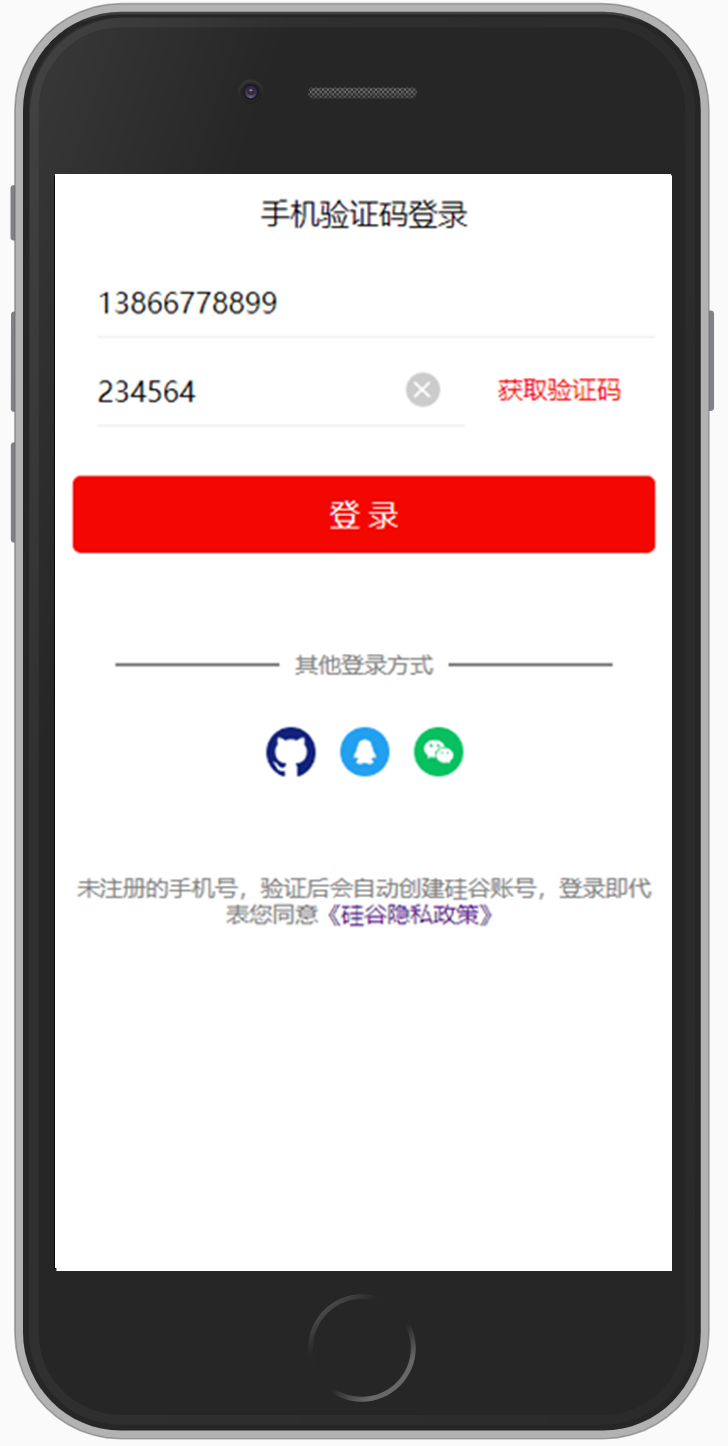 手机验证码登录
13866778899
234564 获取验证码
登 录
其他登录方式
未注册的手机号，验证后会自动创建硅谷账号，登录即代
表您同意《硅谷隐私政策》